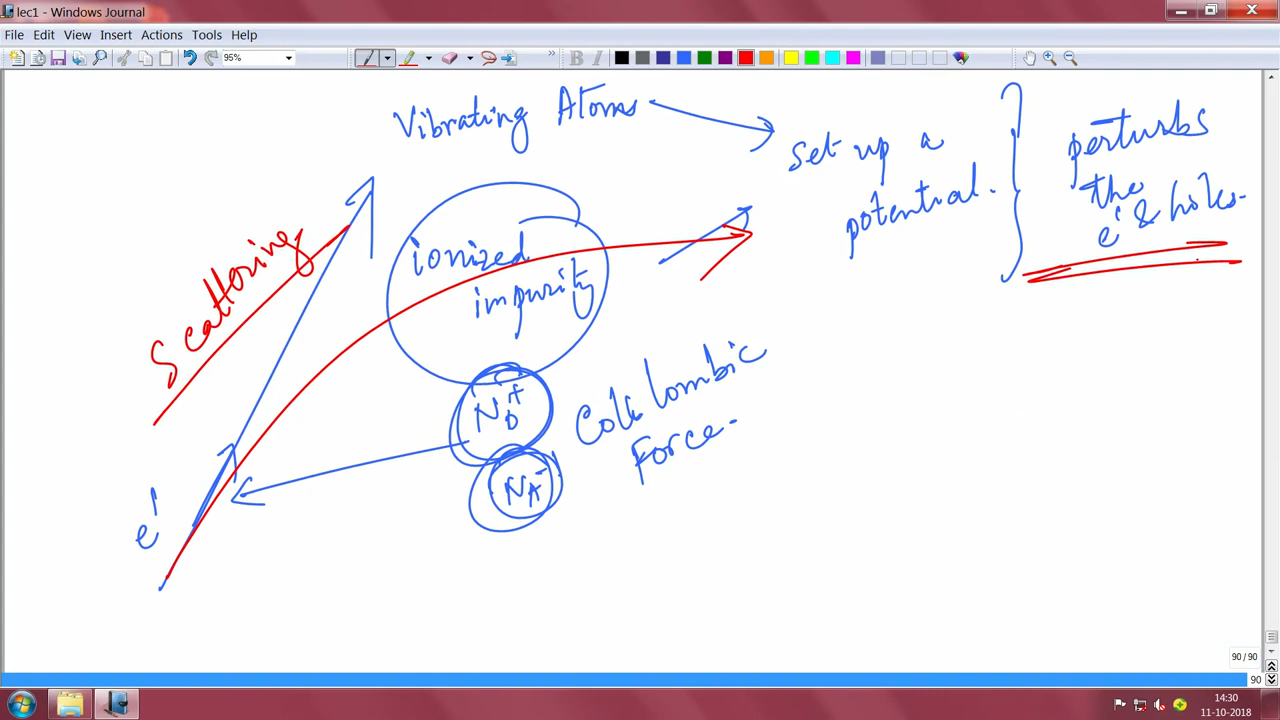 lec1 - Windows Journal
File Edit View Insert Actions Tools Help
95%
Vibrating Atoms
set up a
potential.
perturbs
the
e⁻ & holes.
Scattering
ionized
impurity
N_D⁺
N_A⁻
Force.
e⁻
90/90
90
14:30
11-10-2018